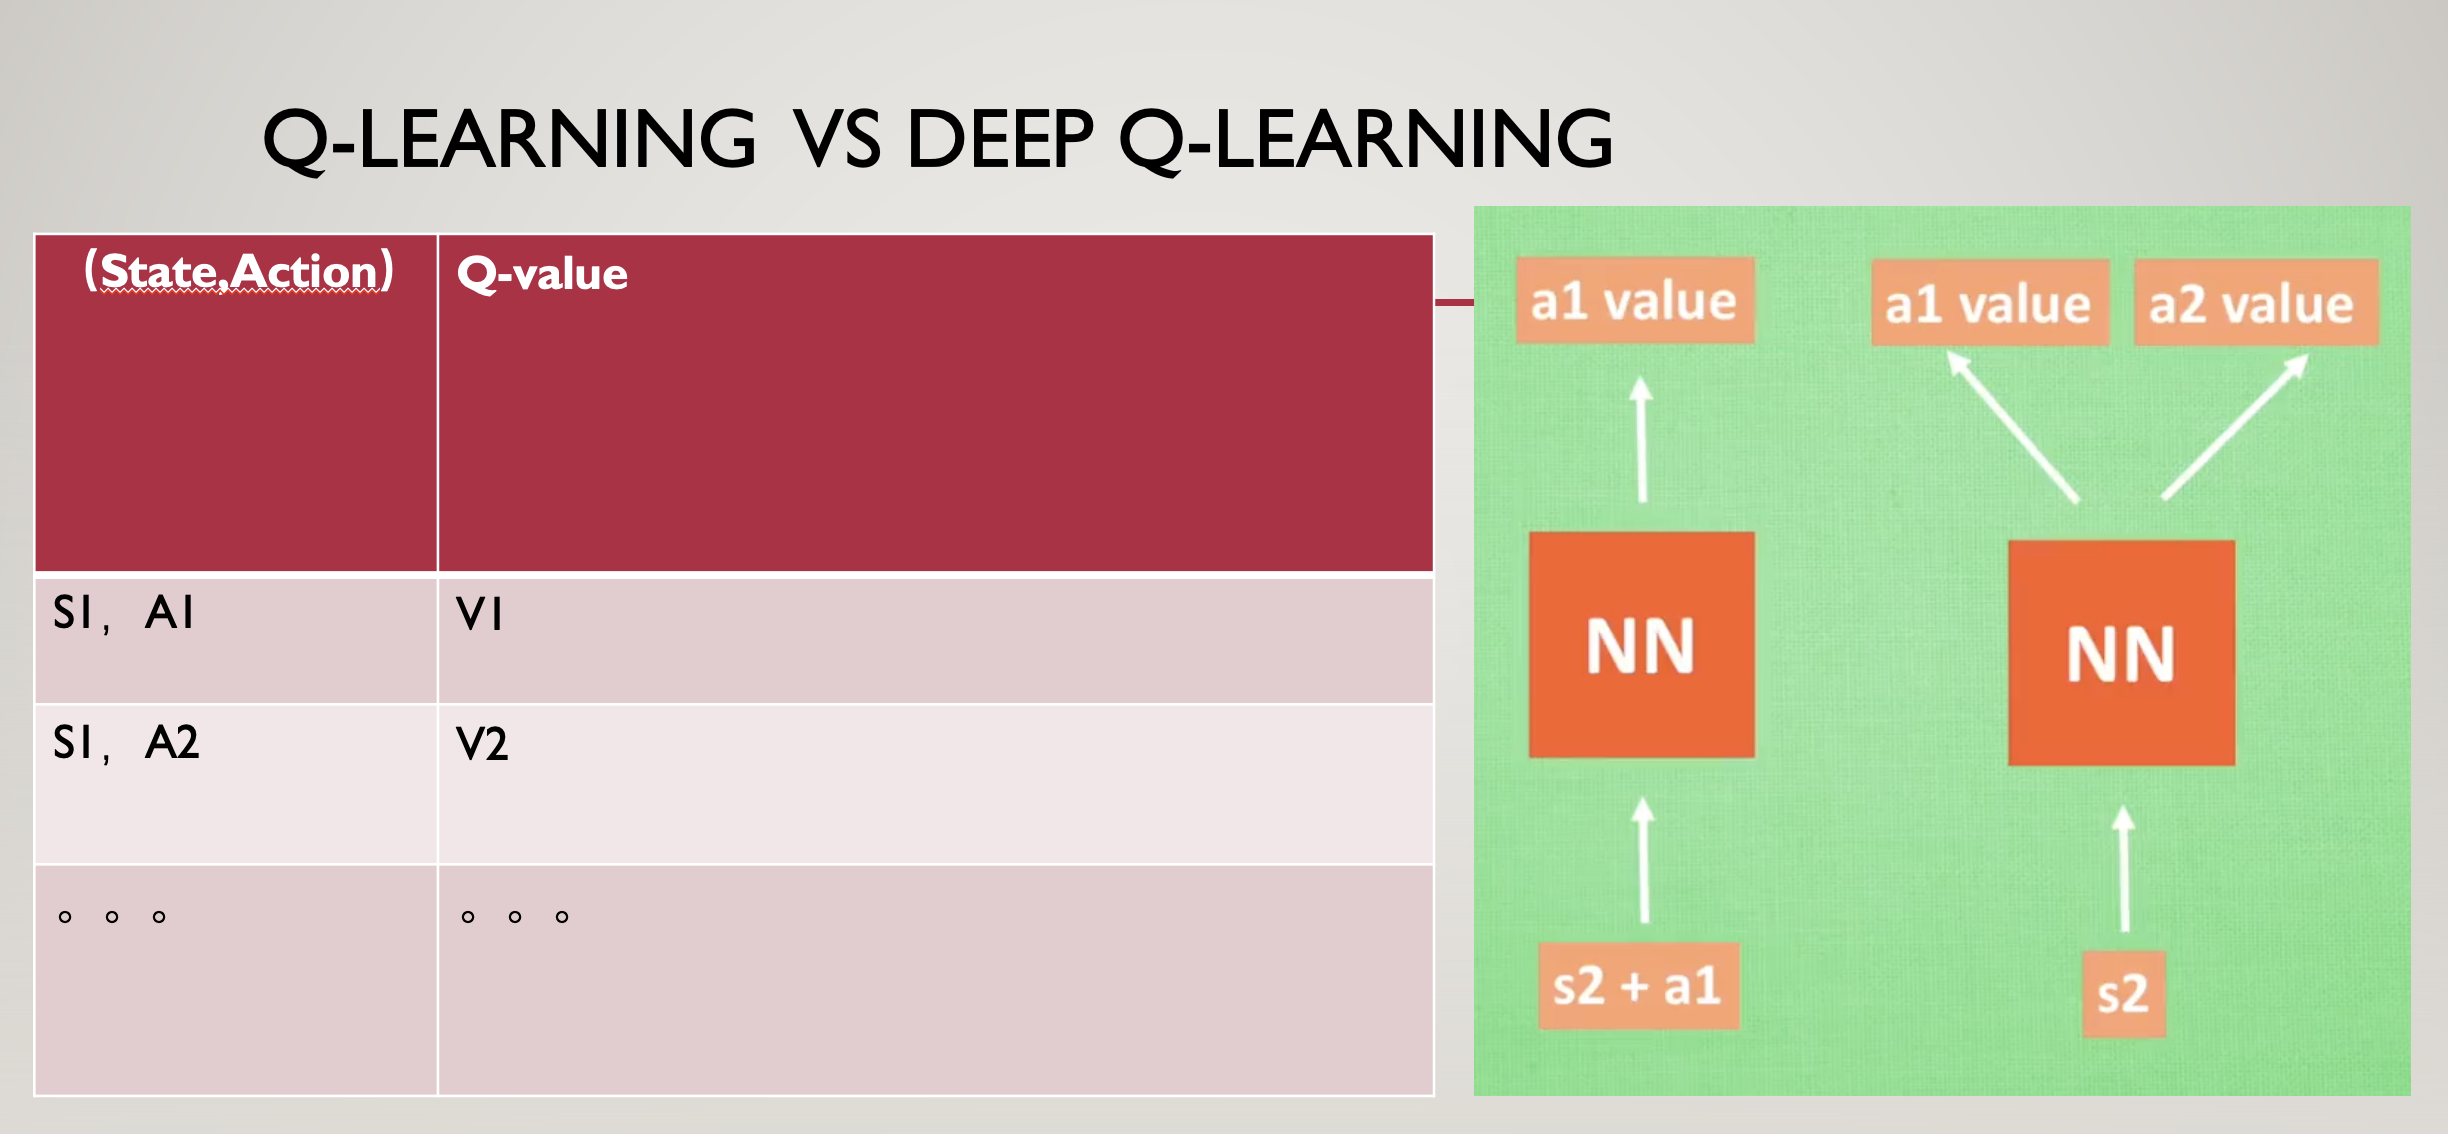 Q-LEARNING VS DEEP Q-LEARNING
(State,Action) Q-value
S1, A1 V1
S1, A2 V2
。。。 。。。
a1 value a1 value a2 value
NN NN
s2 + a1 s2